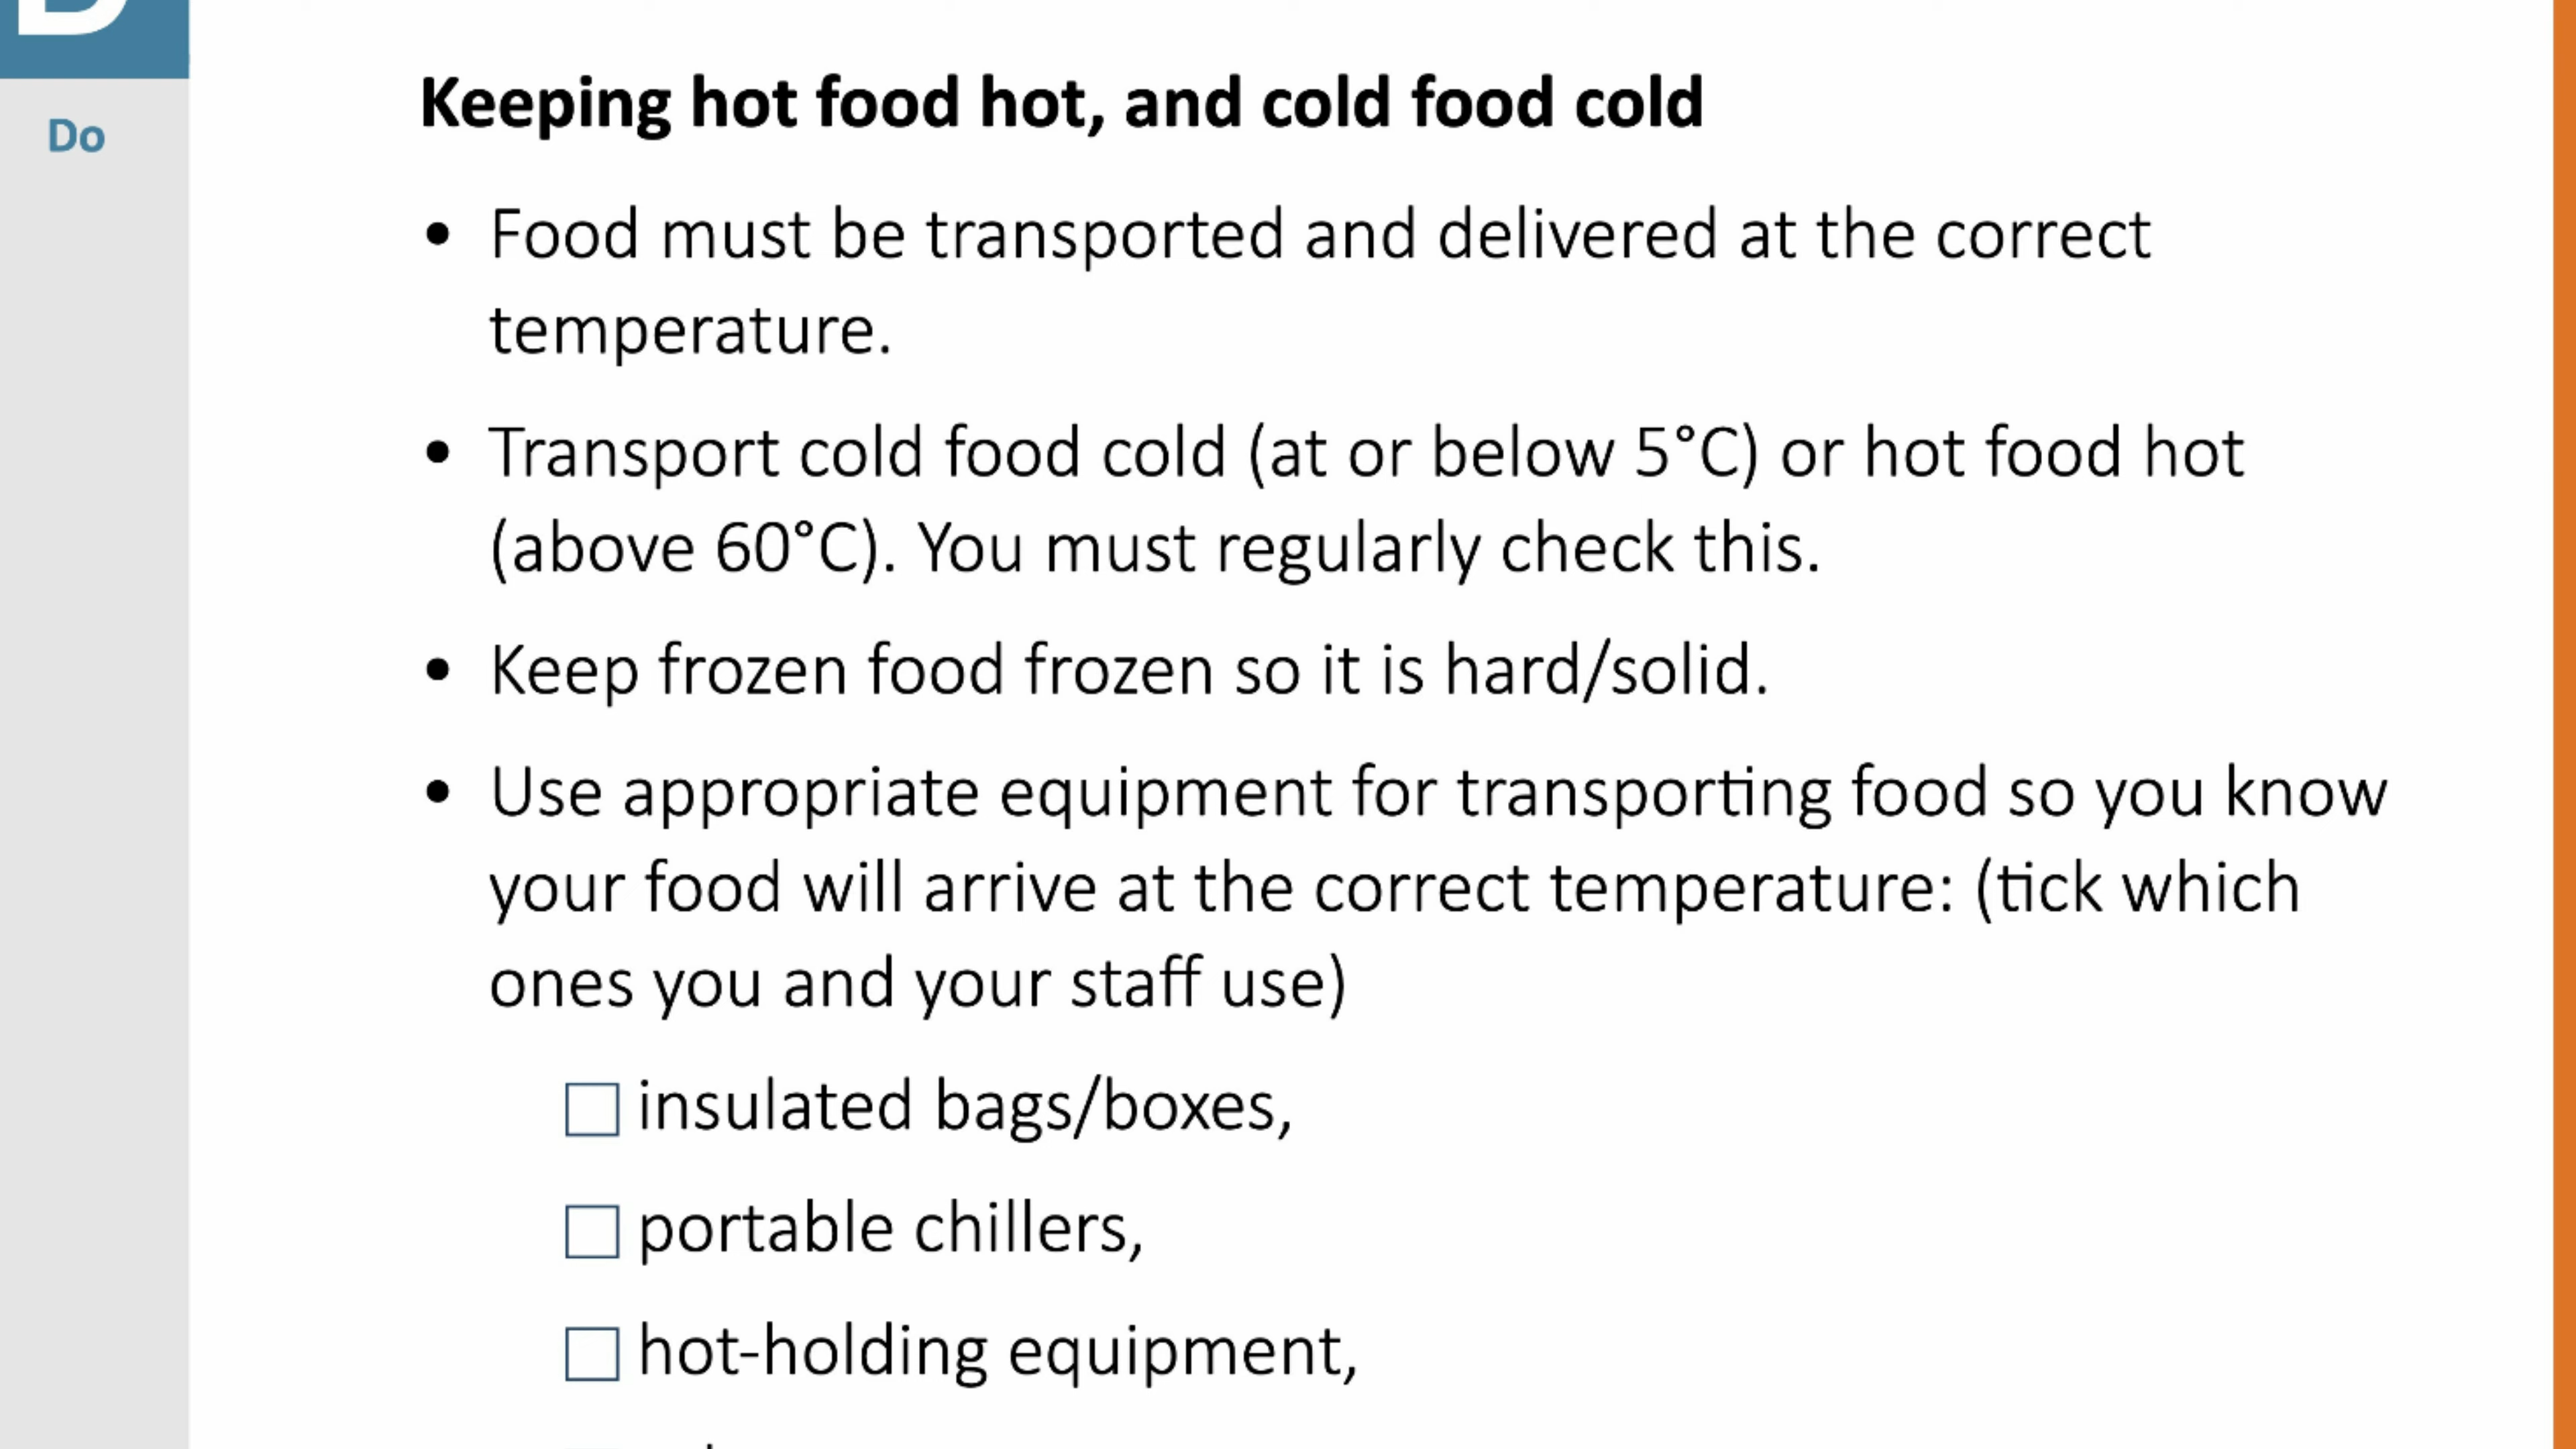 Do
Keeping hot food hot, and cold food cold
• Food must be transported and delivered at the correct
temperature.
• Transport cold food cold (at or below 5°C) or hot food hot
(above 60°C). You must regularly check this.
• Keep frozen food frozen so it is hard/solid.
• Use appropriate equipment for transporting food so you know
your food will arrive at the correct temperature: (tick which
ones you and your staff use)
☐ insulated bags/boxes,
☐ portable chillers,
☐ hot-holding equipment,